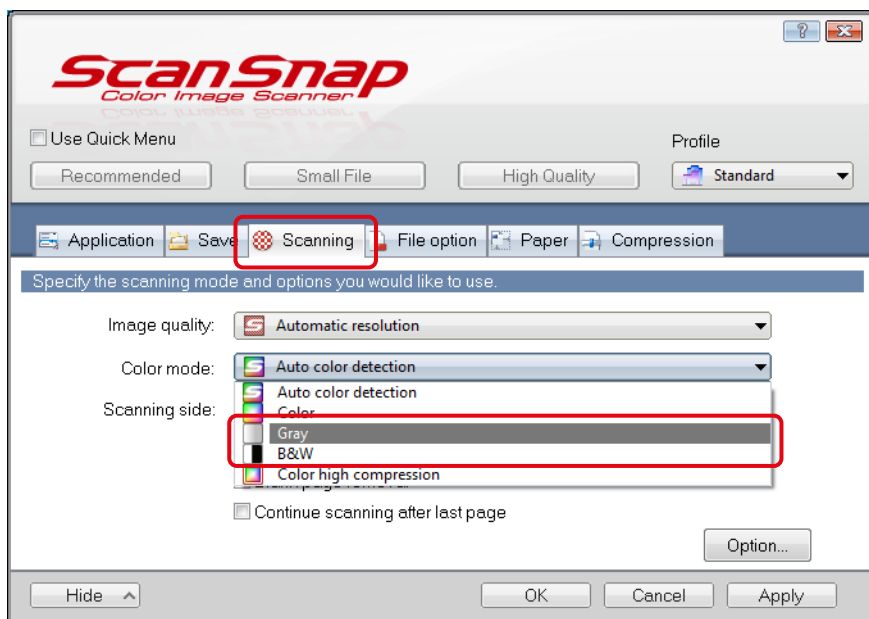 ScanSnap
Color Image Scanner
Use Quick Menu
Profile
Recommended Small File High Quality Standard
Application Save Scanning File option Paper Compression
Specify the scanning mode and options you would like to use.
Image quality: Automatic resolution
Color mode: Auto color detection
Auto color detection
Scanning side: Color
Gray
B&W
Color high compression
Continue scanning after last page
Option...
Hide OK Cancel Apply